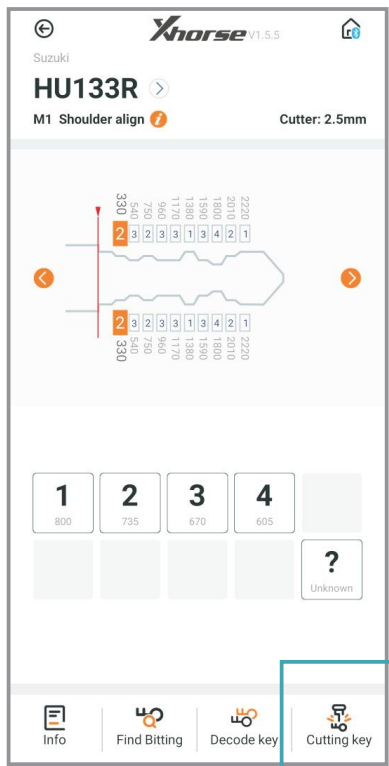 Xhorse V1.5.5
Suzuki
HU133R
M1 Shoulder align i
Cutter: 2.5mm
330 540 750 960 1170 1380 1590 1800 2010 2220
2 3 2 3 3 1 3 4 2 1
2 3 2 3 3 1 3 4 2 1
330 540 750 960 1170 1380 1590 1800 2010 2220
1 2 3 4
800 735 670 605
?
Unknown
Info Find Bitting Decode key Cutting key